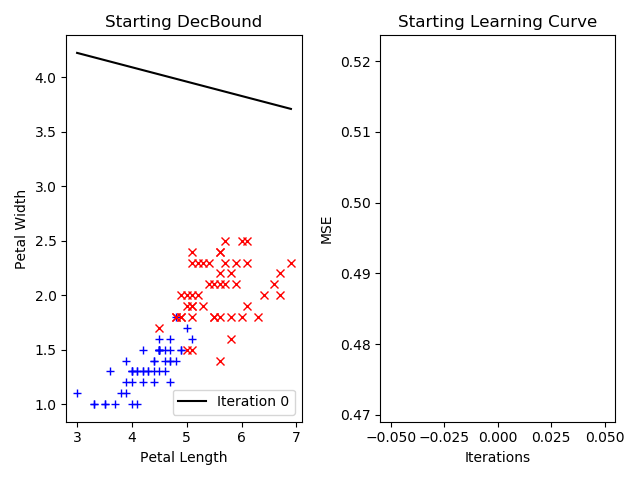 Starting DecBound
Petal Width
4.0
3.5
3.0
2.5
2.0
1.5
1.0
Iteration 0
3 4 5 6 7
Petal Length
Starting Learning Curve
MSE
0.52
0.51
0.50
0.49
0.48
0.47
−0.050 −0.025 0.000 0.025 0.050
Iterations